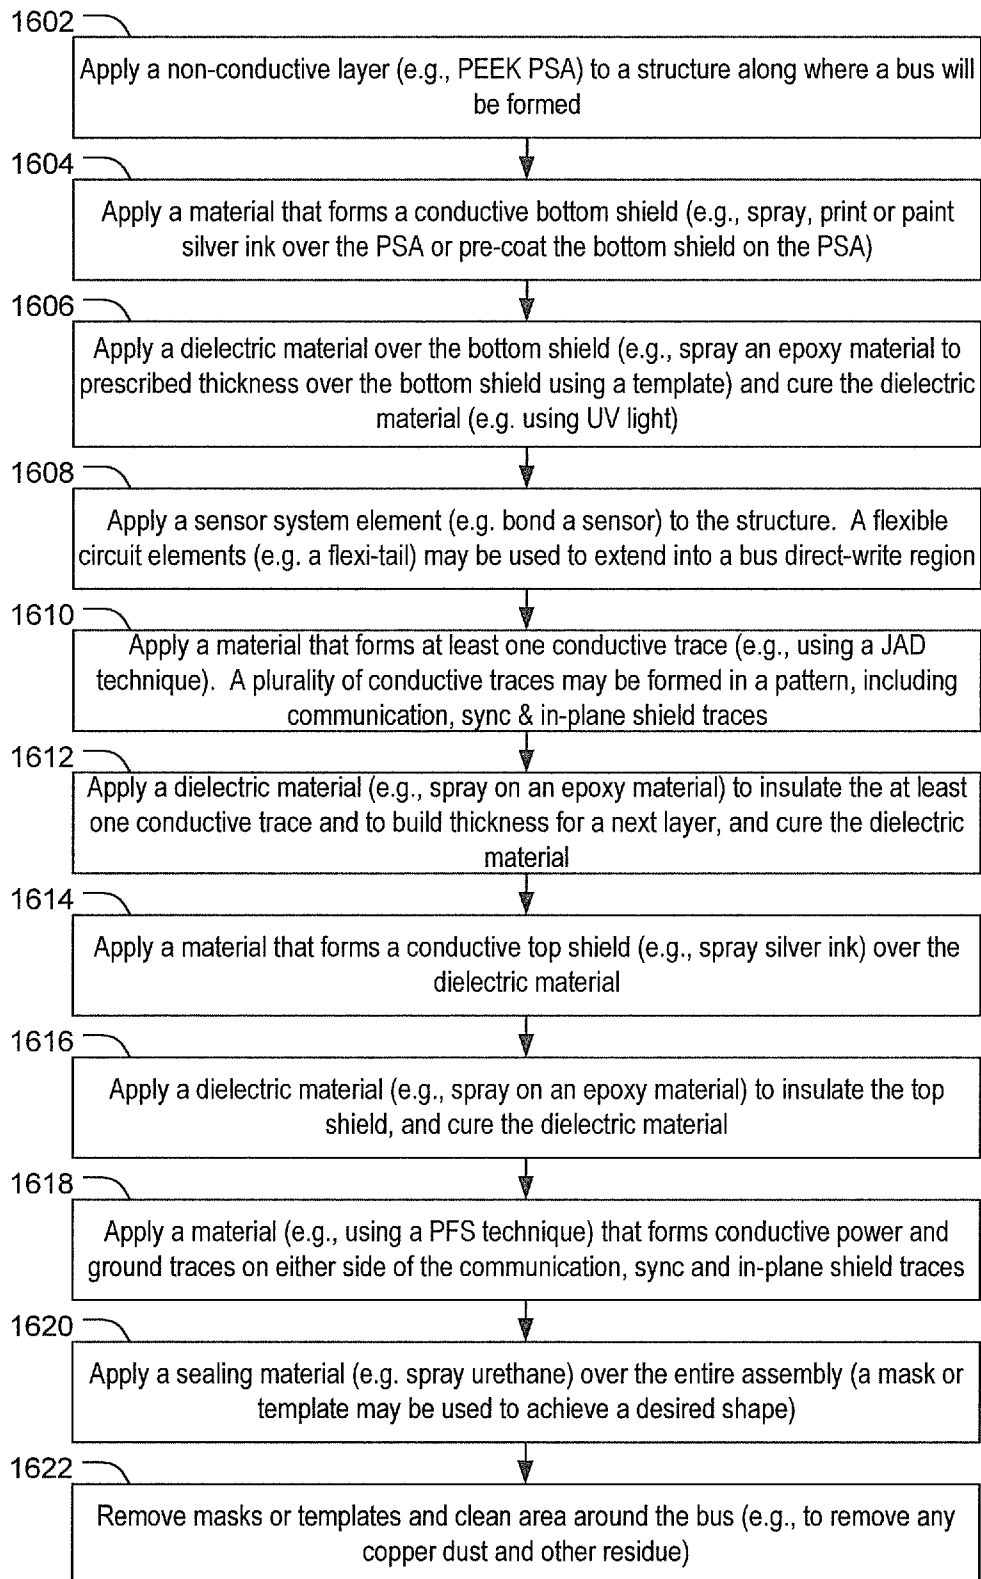 1602
Apply a non-conductive layer (e.g., PEEK PSA) to a structure along where a bus will
be formed
1604
Apply a material that forms a conductive bottom shield (e.g., spray, print or paint
silver ink over the PSA or pre-coat the bottom shield on the PSA)
1606
Apply a dielectric material over the bottom shield (e.g., spray an epoxy material to
prescribed thickness over the bottom shield using a template) and cure the dielectric
material (e.g. using UV light)
1608
Apply a sensor system element (e.g. bond a sensor) to the structure. A flexible
circuit elements (e.g. a flexi-tail) may be used to extend into a bus direct-write region
1610
Apply a material that forms at least one conductive trace (e.g., using a JAD
technique). A plurality of conductive traces may be formed in a pattern, including
communication, sync & in-plane shield traces
1612
Apply a dielectric material (e.g., spray on an epoxy material) to insulate the at least
one conductive trace and to build thickness for a next layer, and cure the dielectric
material
1614
Apply a material that forms a conductive top shield (e.g., spray silver ink) over the
dielectric material
1616
Apply a dielectric material (e.g., spray on an epoxy material) to insulate the top
shield, and cure the dielectric material
1618
Apply a material (e.g., using a PFS technique) that forms conductive power and
ground traces on either side of the communication, sync and in-plane shield traces
1620
Apply a sealing material (e.g. spray urethane) over the entire assembly (a mask or
template may be used to achieve a desired shape)
1622
Remove masks or templates and clean area around the bus (e.g., to remove any
copper dust and other residue)